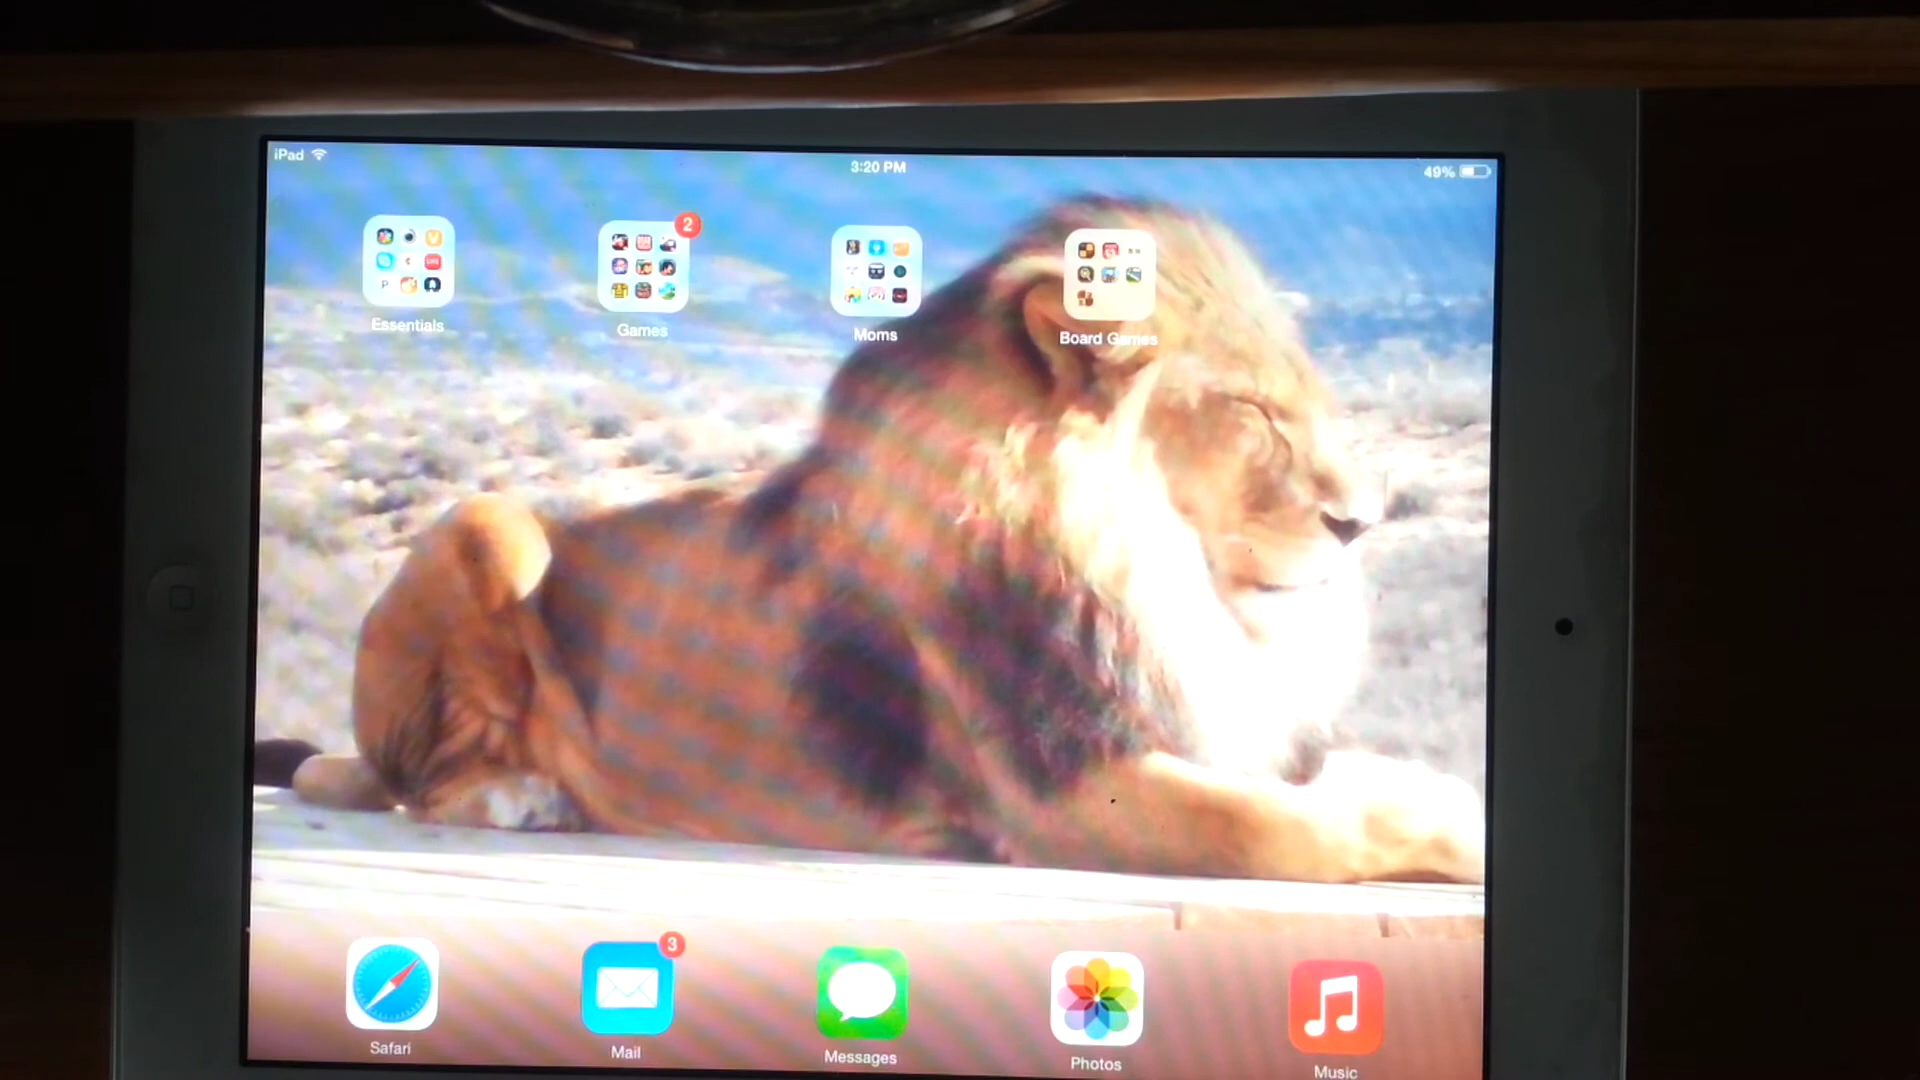 iPad
3:20 PM
49%
2
Essentials
Games
Moms
Board Games
3
Safari
Mail
Messages
Photos
Music